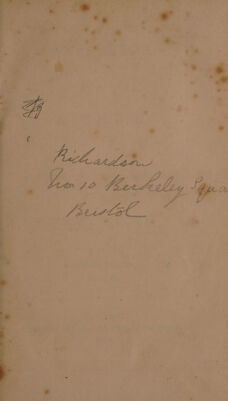 Richardson
No 10 Berkeley Squa
Bristol